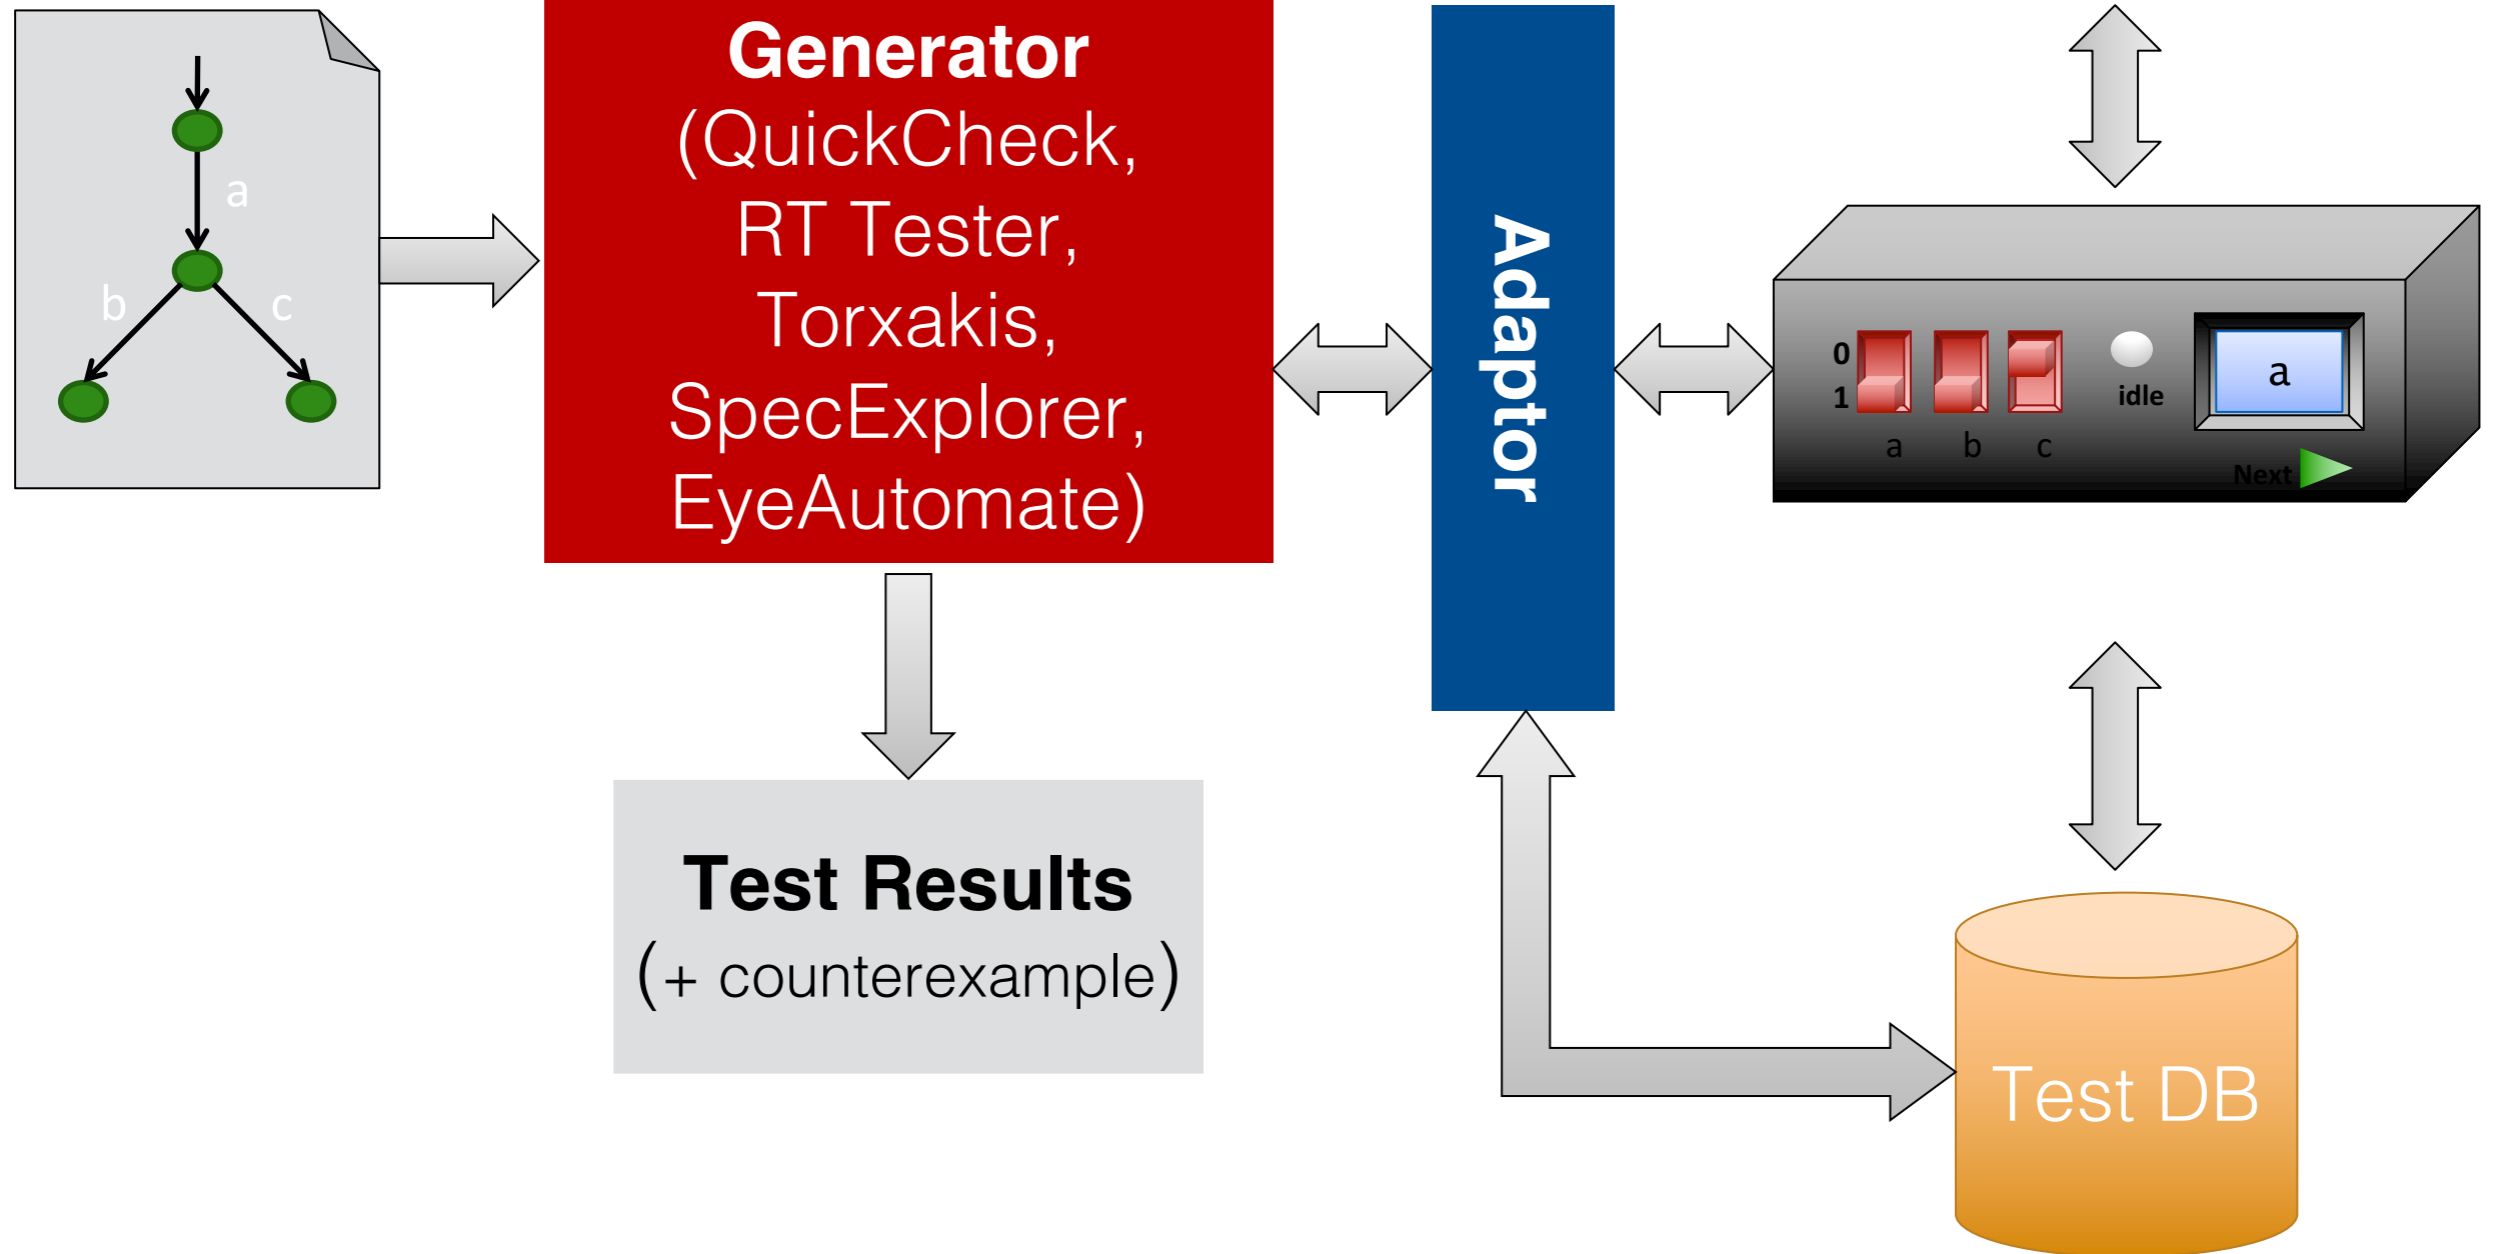 a
b
c
Generator
(QuickCheck,
RT Tester,
Torxakis,
SpecExplorer,
EyeAutomate)
Adaptor
0
1
a
b
c
idle
a
Next
Test Results
(+ counterexample)
Test DB